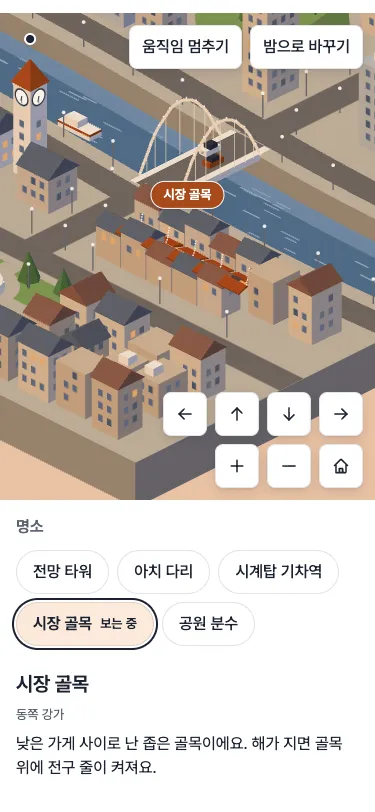 움직임 멈추기
밤으로 바꾸기
시장 골목
명소
전망 타워
아치 다리
시계탑 기차역
시장 골목 보는 중
공원 분수
시장 골목
동쪽 강가
낮은 가게 사이로 난 좁은 골목이에요. 해가 지면 골목
위에 전구 줄이 켜져요.